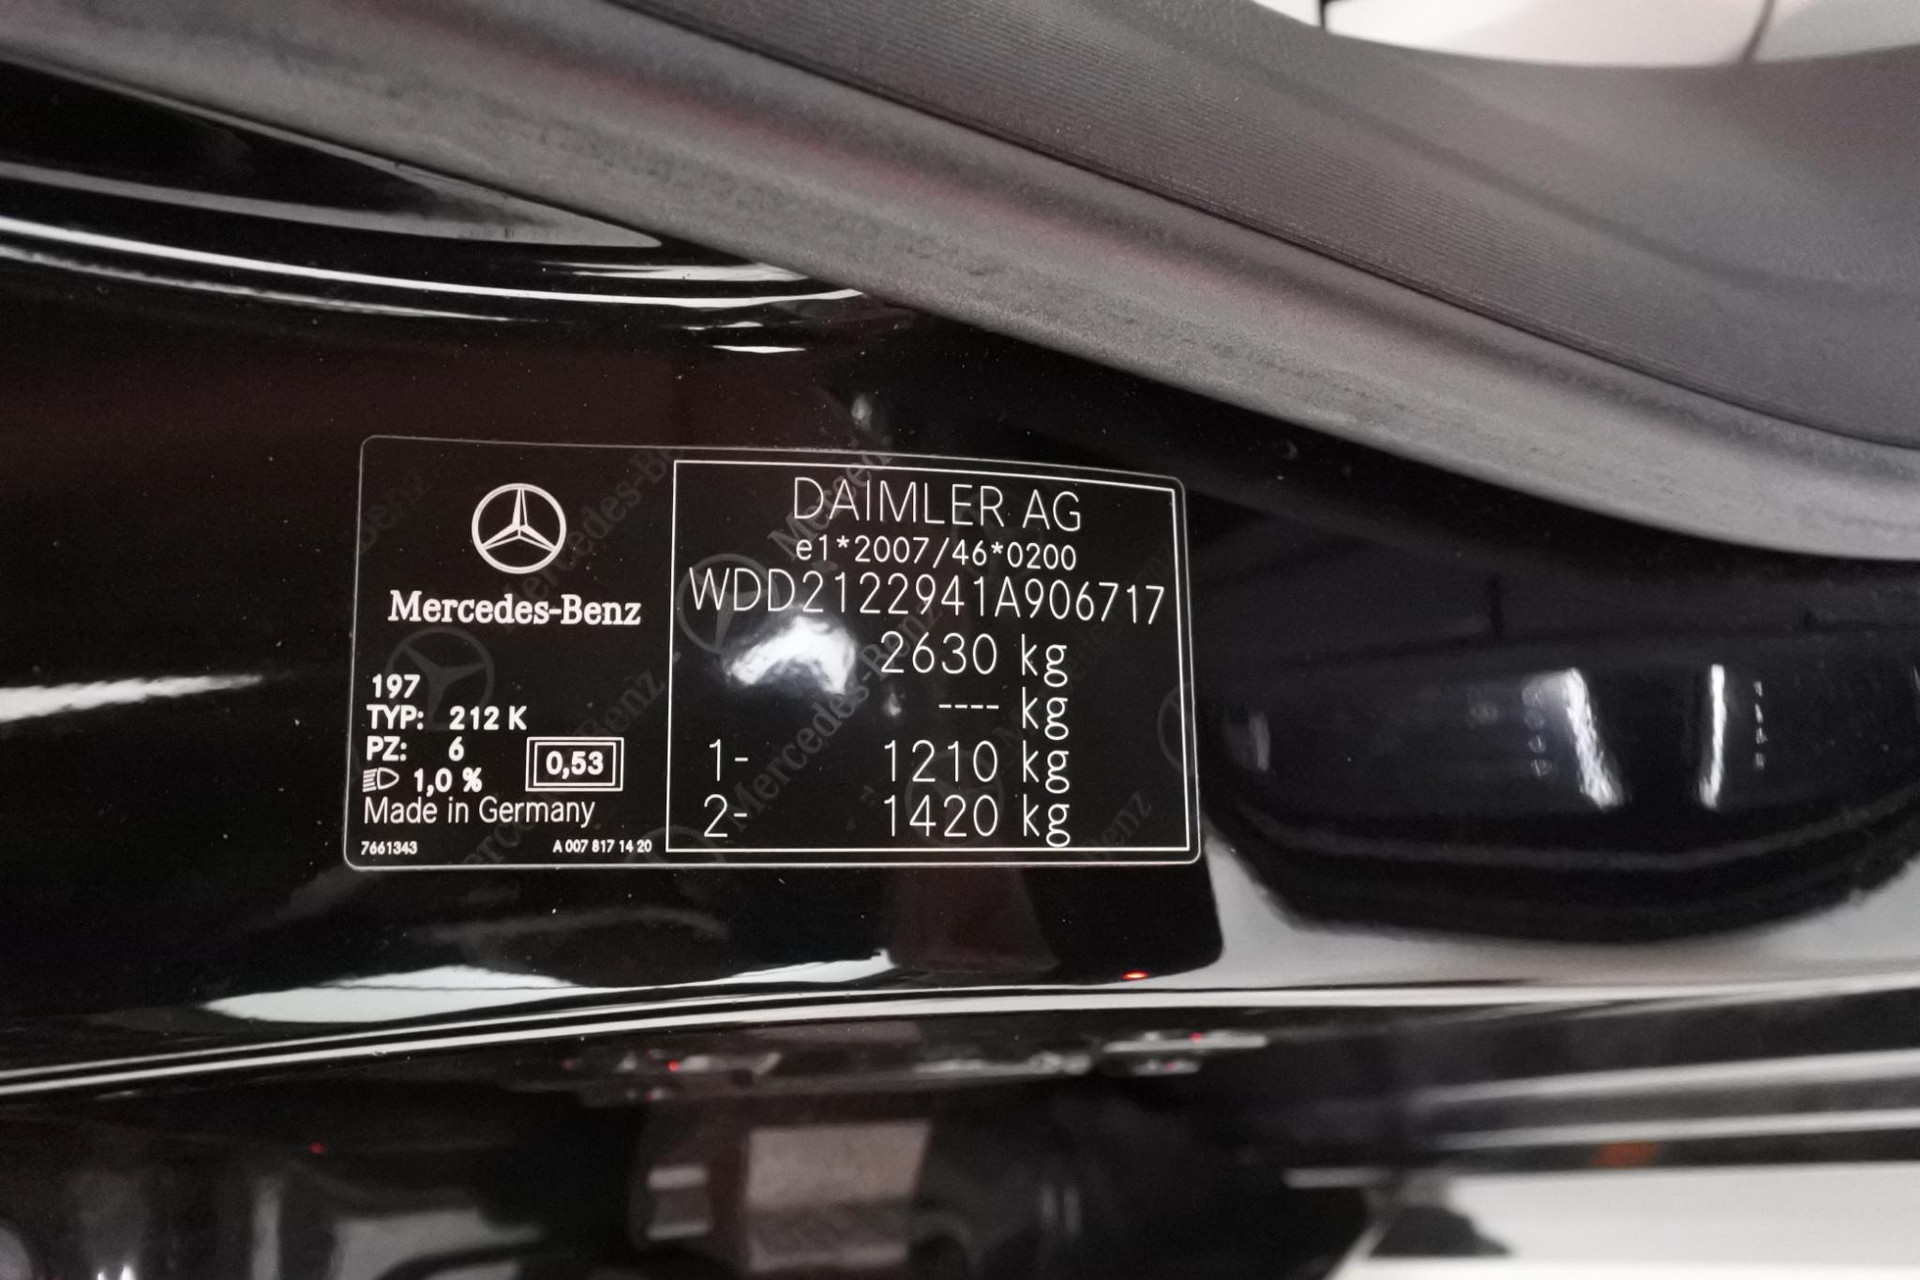 Mercedes-Benz
197
TYP: 212 K
PZ: 6
1,0 %
0,53
Made in Germany
7661343
A 007 817 14 20
DAIMLER AG
e1*2007/46*0200
WDD2122941A906717
2630 kg
---- kg
1- 1210 kg
2- 1420 kg